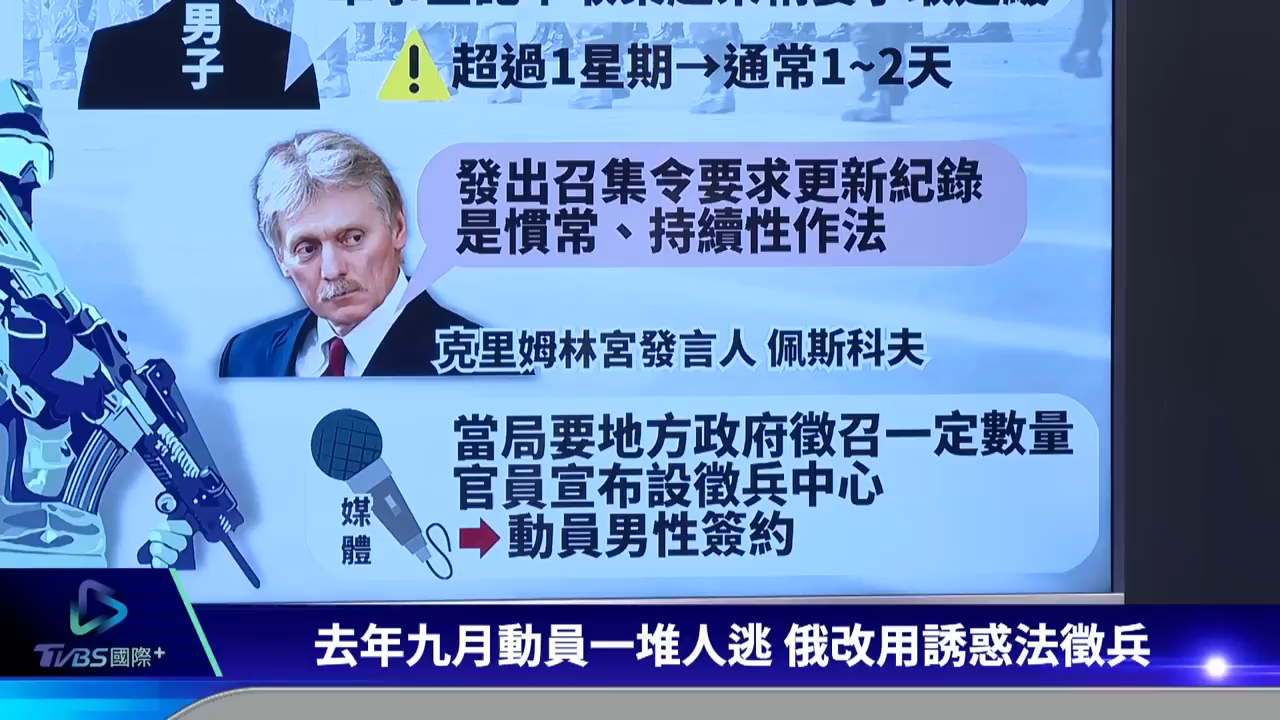 男子
超過1星期→通常1~2天
發出召集令要求更新紀錄
是慣常、持續性作法
克里姆林宮發言人 佩斯科夫
當局要地方政府徵召一定數量
官員宣布設徵兵中心
➡動員男性簽約
媒體
TVBS國際+
去年九月動員一堆人逃 俄改用誘惑法徵兵